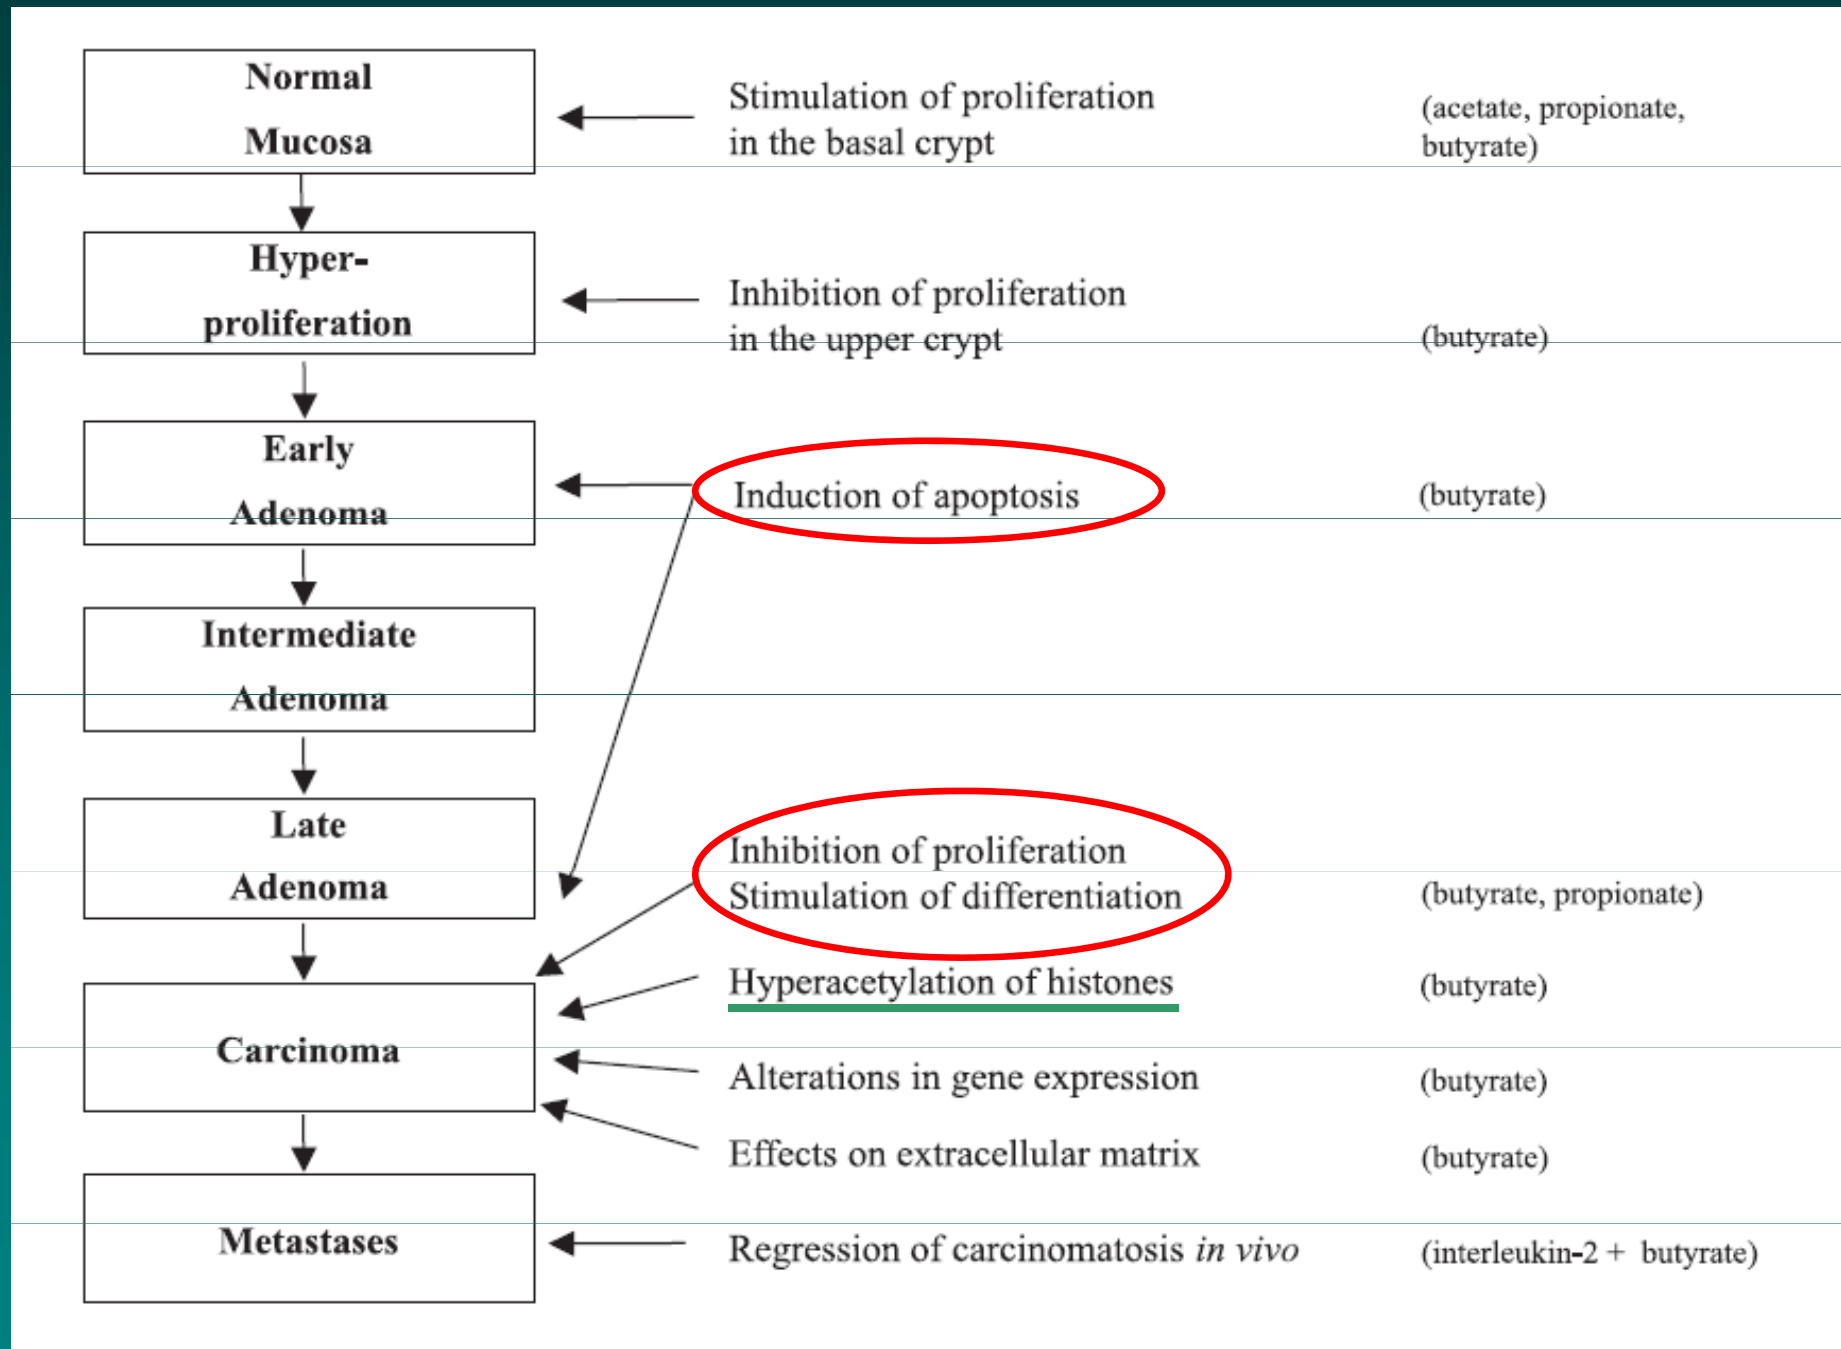 Normal
Mucosa
Stimulation of proliferation
in the basal crypt
(acetate, propionate,
butyrate)
Hyper-
proliferation
Inhibition of proliferation
in the upper crypt
(butyrate)
Early
Adenoma
Induction of apoptosis
(butyrate)
Intermediate
Adenoma
Late
Adenoma
Inhibition of proliferation
Stimulation of differentiation
(butyrate, propionate)
Hyperacetylation of histones
(butyrate)
Carcinoma
Alterations in gene expression
(butyrate)
Effects on extracellular matrix
(butyrate)
Metastases
Regression of carcinomatosis in vivo
(interleukin-2 + butyrate)